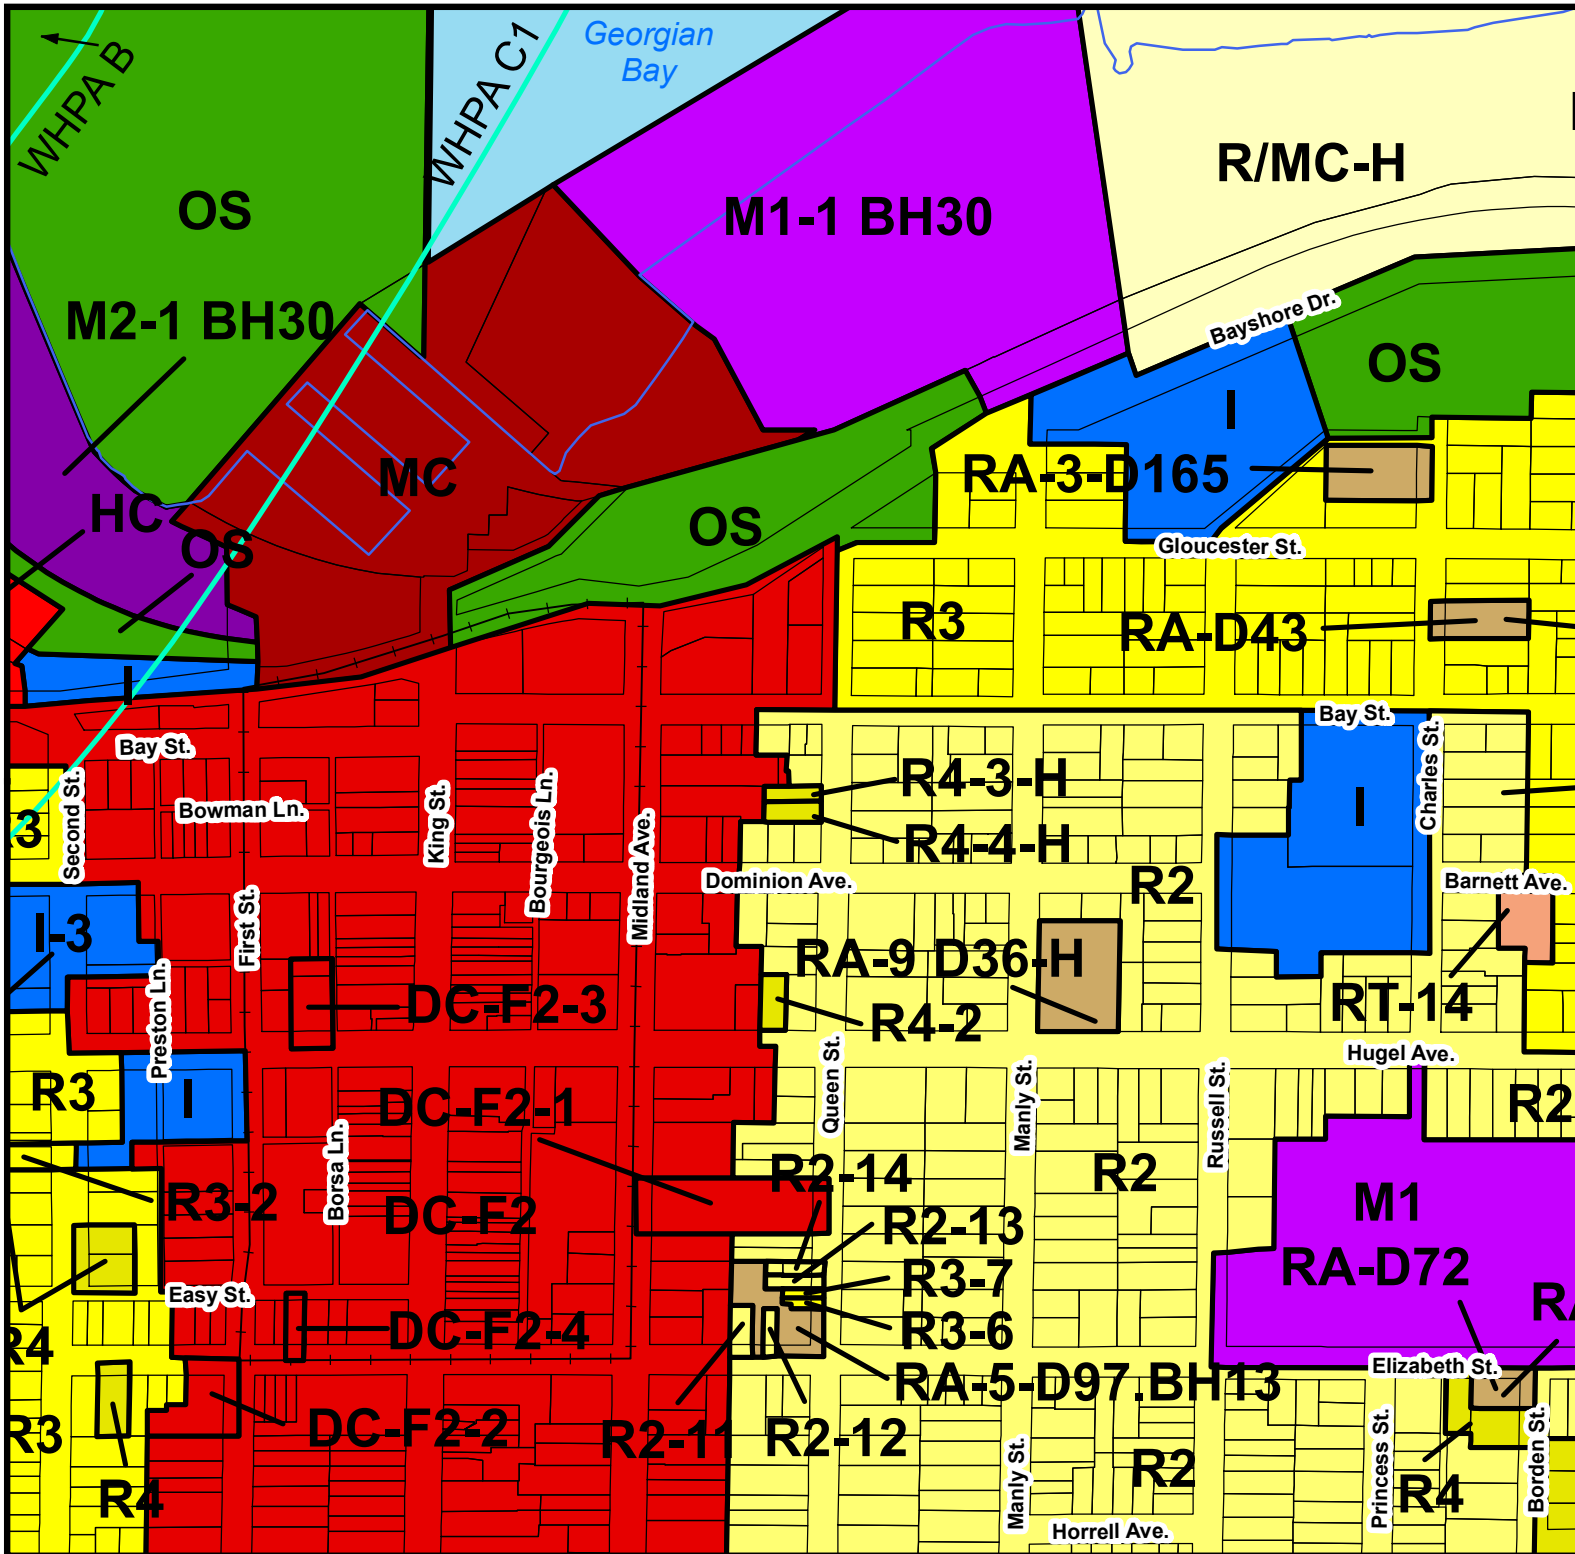 Georgian
Bay
WHPA B
WHPA C1
OS
R/MC-H
M1-1 BH30
M2-1 BH30
Bayshore Dr.
OS
I
MC
RA-3-D165
HC
OS
OS
Gloucester St.
R3
RA-D43
I
Bay St.
Bay St.
Charles St.
Second St.
Bowman Ln.
King St.
Bourgeois Ln.
Midland Ave.
R4-3-H
R4-4-H
I
Dominion Ave.
R2
Barnett Ave.
First St.
I-3
RA-9 D36-H
DC-F2-3
R4-2
RT-14
Preston Ln.
Queen St.
Manly St.
Russell St.
Hugel Ave.
R3
I
DC-F2-1
R2
Borsa Ln.
R2-14
R2
R3-2
DC-F2
R2-13
M1
RA-D72
Easy St.
R3-7
R3-6
R4
DC-F2-4
RA-5-D97.BH13
Elizabeth St.
R3
DC-F2-2
R2-11
R2-12
Manly St.
R2
Princess St.
R4
Borden St.
R4
Horrell Ave.